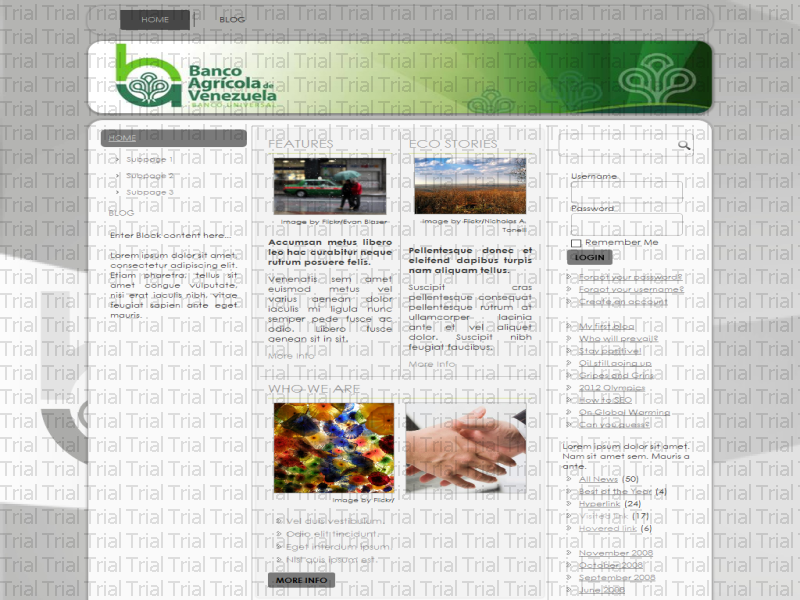 HOME
BLOG
Banco
Agrícola de
Venezuela
BANCO UNIVERSAL
HOME
Subpage 1
Subpage 2
Subpage 3
BLOG
Enter Block content here...
Lorem ipsum dolor sit amet,
consectetur adipiscing elit.
Etiam pharetra, tellus sit
amet congue vulputate,
nisi erat iaculis nibh, vitae
feugiat sapien ante eget
mauris.
FEATURES
Image by Flickr/Evan Blaser
Accumsan metus libero
leo hac curabitur neque
rutrum posuere felis.
Venenatis sem amet
euismod metus vel
varius aenean dolor
iaculis mi ligula nunc
semper pede fusce ac
odio. Libero fusce
aenean sit in sit.
More Info
ECO STORIES
Image by Flickr/Nicholas A.
Tonelli
Pellentesque donec et
eleifend dapibus turpis
nam aliquam tellus.
Suscipit cras
pellentesque consequat
pellentesque rutrum at
ullamcorper lacinia
ante et vel aliquet
dolor. Suscipit nibh
feugiat faucibus.
More Info
WHO WE ARE
Image by Flickr/
Vel duis vestibulum.
Odio elit tincidunt.
Eget interdum ipsum.
Nisl quis ipsum est.
MORE INFO
Username
Password
Remember Me
LOGIN
Forgot your password?
Forgot your username?
Create an account
My first blog
Who will prevail?
Stay positive!
Oil still going up
Gripes and Grins
2012 Olympics
How to SEO
On Global Warming
Can you guess?
Lorem ipsum dolor sit amet.
Nam sit amet sem. Mauris a
ante.
All News (50)
Best of the Year (4)
Hyperlink (24)
Visited link (17)
Hovered link (6)
November 2008
October 2008
September 2008
June 2008
Trial